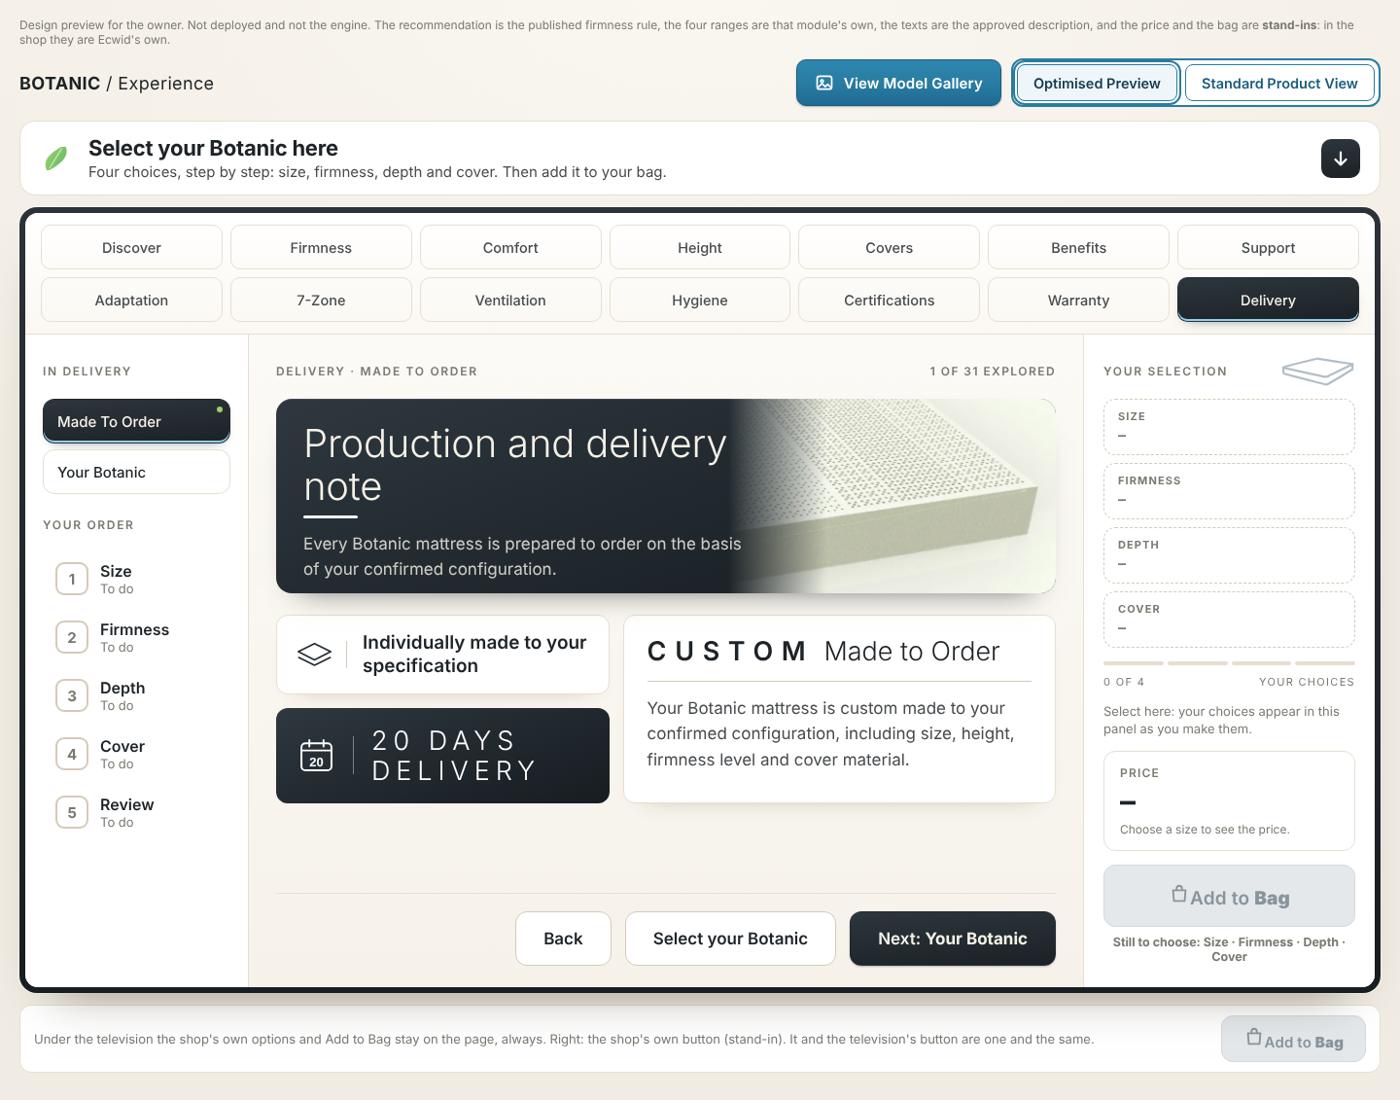 Design preview for the owner. Not deployed and not the engine. The recommendation is the published firmness rule, the four ranges are that module's own, the texts are the approved description, and the price and the bag are stand-ins: in the
shop they are Ecwid's own.
BOTANIC / Experience
View Model Gallery
Optimised Preview
Standard Product View
Select your Botanic here
Four choices, step by step: size, firmness, depth and cover. Then add it to your bag.
Discover
Firmness
Comfort
Height
Covers
Benefits
Support
Adaptation
7-Zone
Ventilation
Hygiene
Certifications
Warranty
Delivery
IN DELIVERY
Made To Order
Your Botanic
YOUR ORDER
1
Size
To do
2
Firmness
To do
3
Depth
To do
4
Cover
To do
5
Review
To do
DELIVERY · MADE TO ORDER
1 OF 31 EXPLORED
Production and delivery
note
Every Botanic mattress is prepared to order on the basis
of your confirmed configuration.
Individually made to your
specification
20
20 DAYS
DELIVERY
CUSTOM Made to Order
Your Botanic mattress is custom made to your
confirmed configuration, including size, height,
firmness level and cover material.
Back
Select your Botanic
Next: Your Botanic
YOUR SELECTION
SIZE
–
FIRMNESS
–
DEPTH
–
COVER
–
0 OF 4
YOUR CHOICES
Select here: your choices appear in this
panel as you make them.
PRICE
–
Choose a size to see the price.
Add to Bag
Still to choose: Size · Firmness · Depth ·
Cover
Under the television the shop's own options and Add to Bag stay on the page, always. Right: the shop's own button (stand-in). It and the television's button are one and the same.
Add to Bag